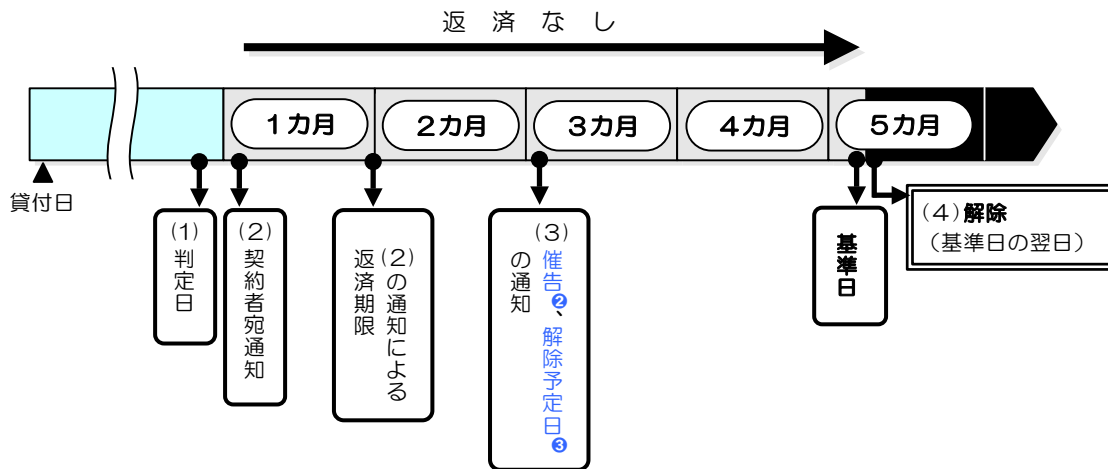 返済なし
1カ月
2カ月
3カ月
4カ月
5カ月
貸付日
(1)
判定日
(2)
契約者宛通知
(2)の通知による
返済期限
(3)
催告❷、解除予定日❸
の通知
基準日
(4)解除
(基準日の翌日)